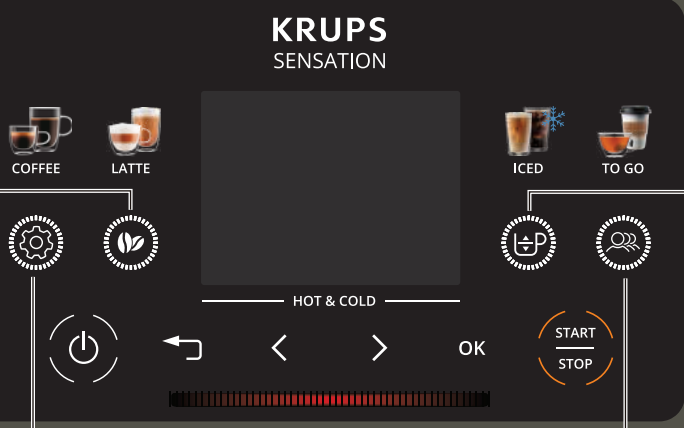 KRUPS
SENSATION
COFFEE
LATTE
ICED
TO GO
HOT & COLD
OK
START
STOP